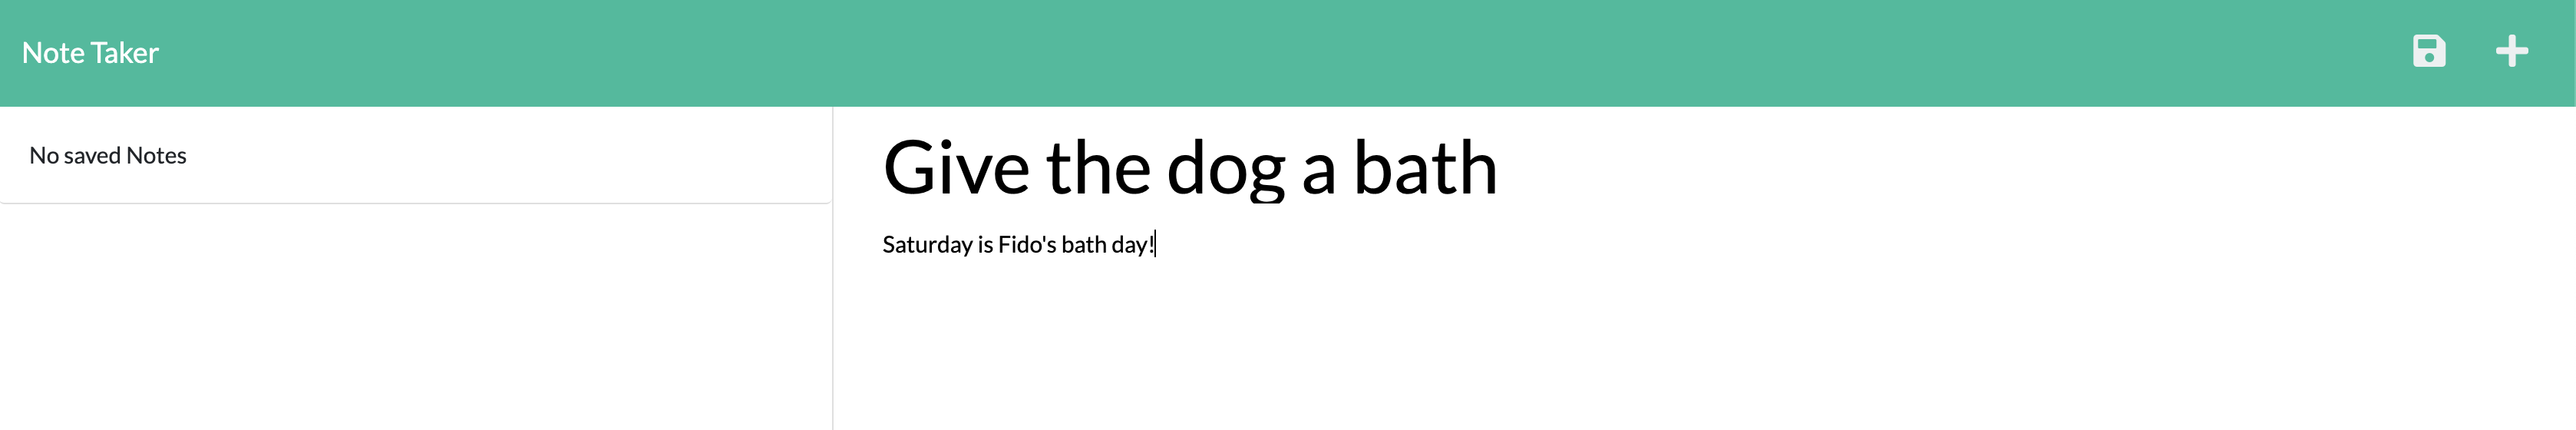 Note Taker
No saved Notes
Give the dog a bath
Saturday is Fido's bath day!